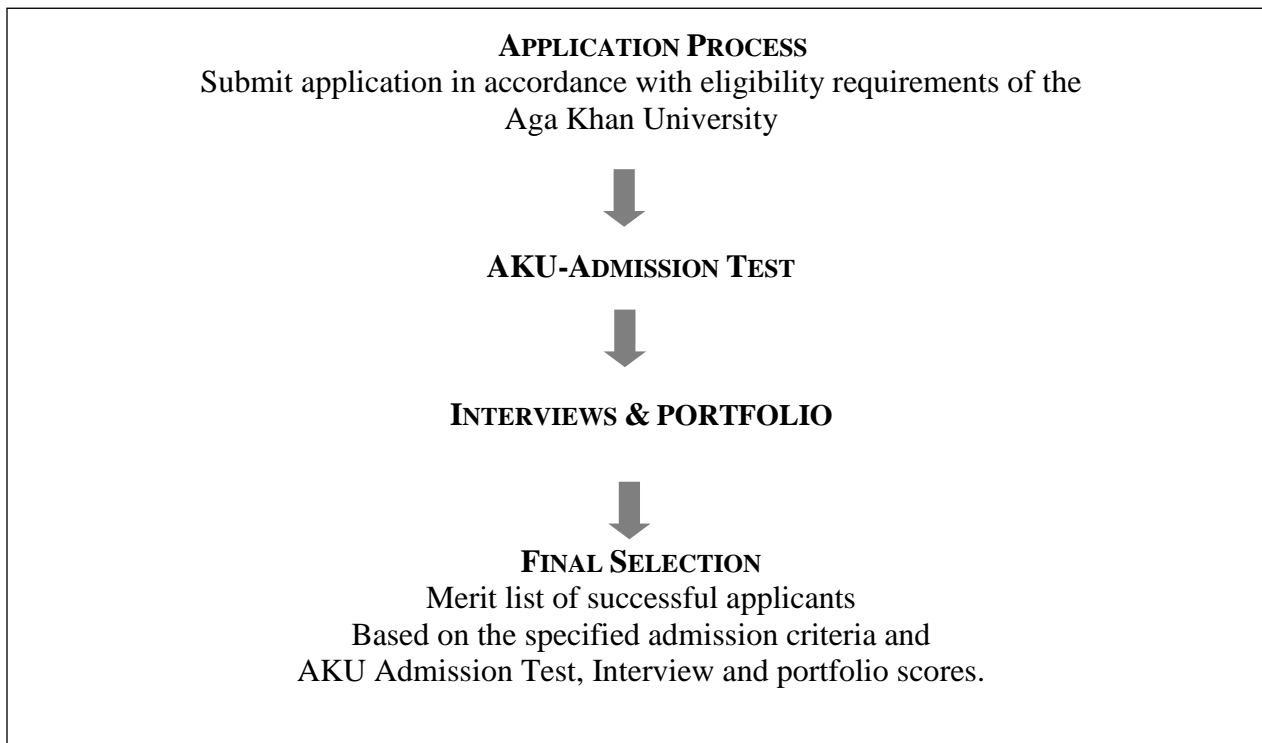 APPLICATION PROCESS
Submit application in accordance with eligibility requirements of the
Aga Khan University
AKU-ADMISSION TEST
INTERVIEWS & PORTFOLIO
FINAL SELECTION
Merit list of successful applicants
Based on the specified admission criteria and
AKU Admission Test, Interview and portfolio scores.